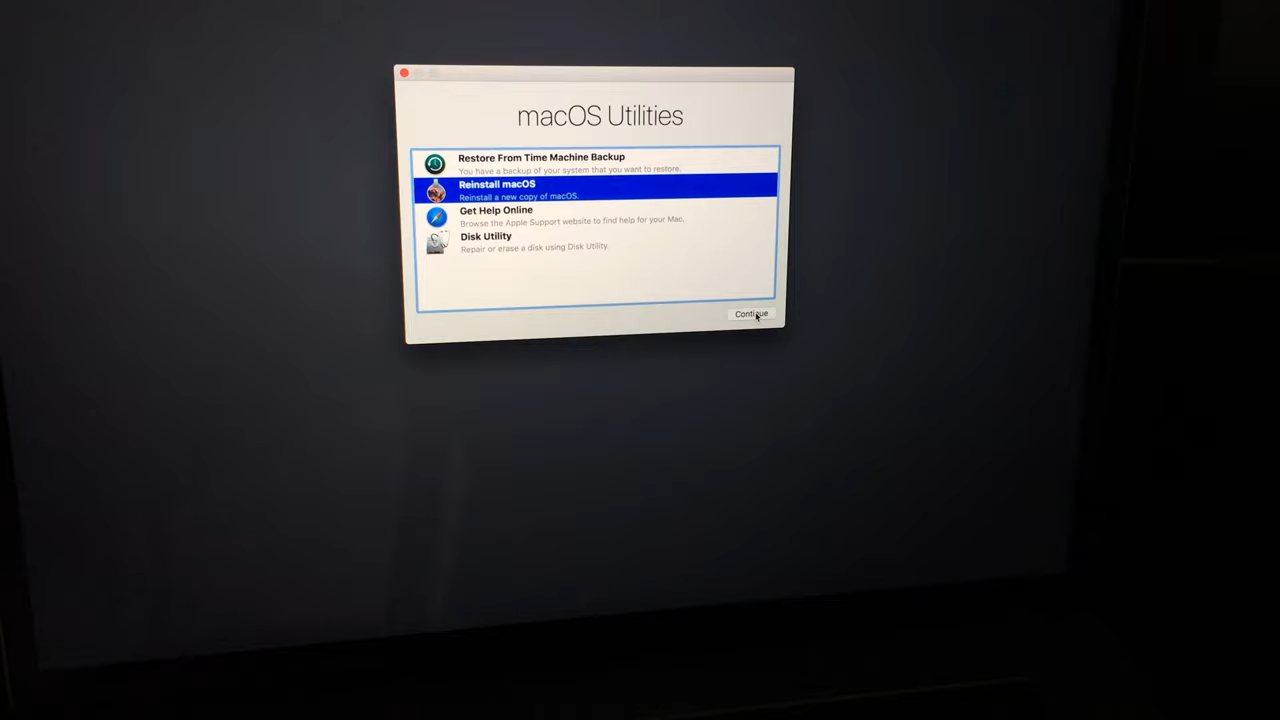 macOS Utilities
Restore From Time Machine Backup
You have a backup of your system that you want to restore.
Reinstall macOS
Reinstall a new copy of macOS.
Get Help Online
Browse the Apple Support website to find help for your Mac.
Disk Utility
Repair or erase a disk using Disk Utility.
Continue